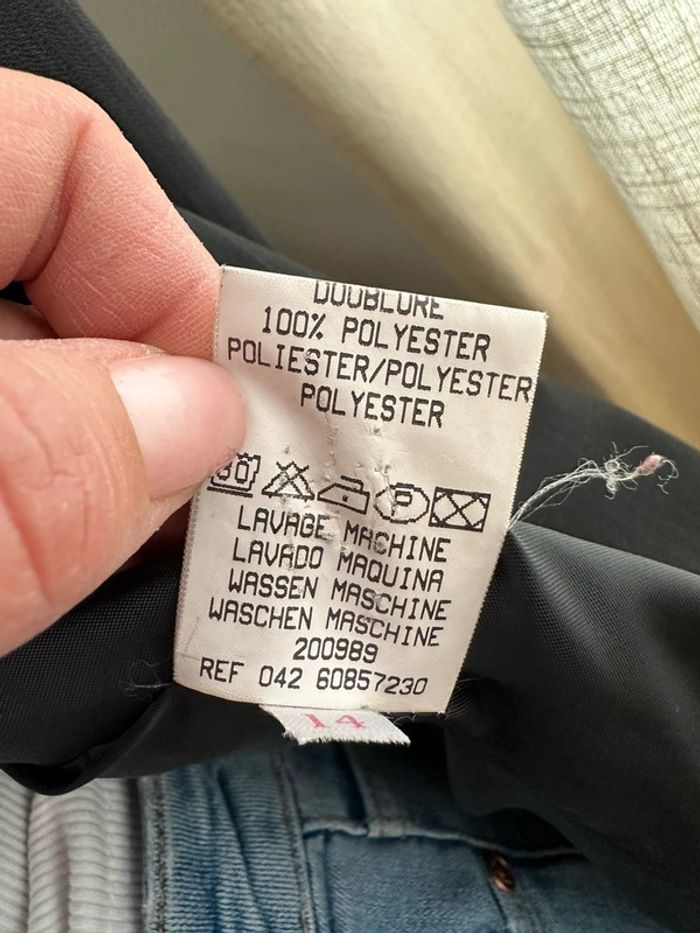 DOUBLURE
100% POLYESTER
POLIESTER/POLYESTER
POLYESTER
30
P
LAVAGE MACHINE
LAVADO MAQUINA
WASSEN MASCHINE
WASCHEN MASCHINE
200989
REF 042 60857230
14